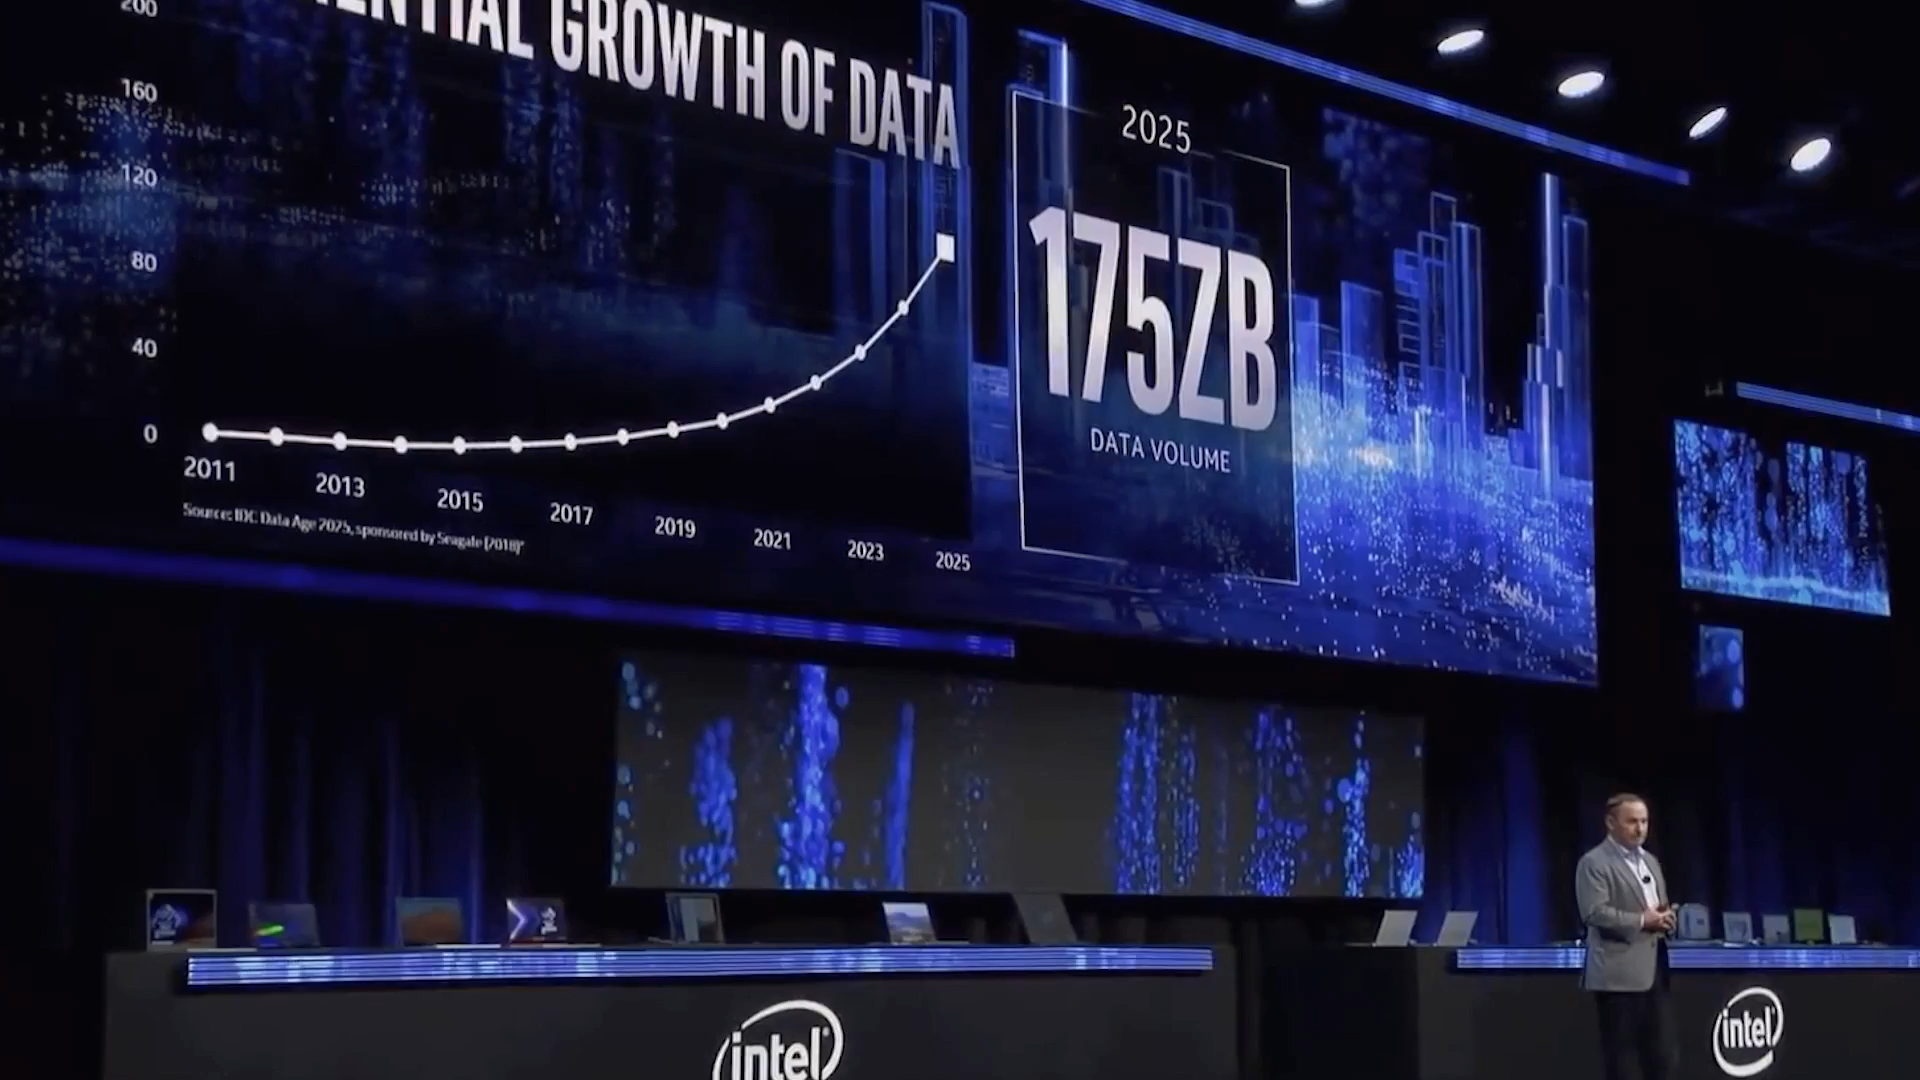 200
ENTIAL GROWTH OF DATA
160
120
80
40
0
2011
2013
2015
2017
2019
2021
2023
2025
Source: IDC Data Age 2025, sponsored by Seagate (2018)*
2025
175ZB
DATA VOLUME
intel
intel